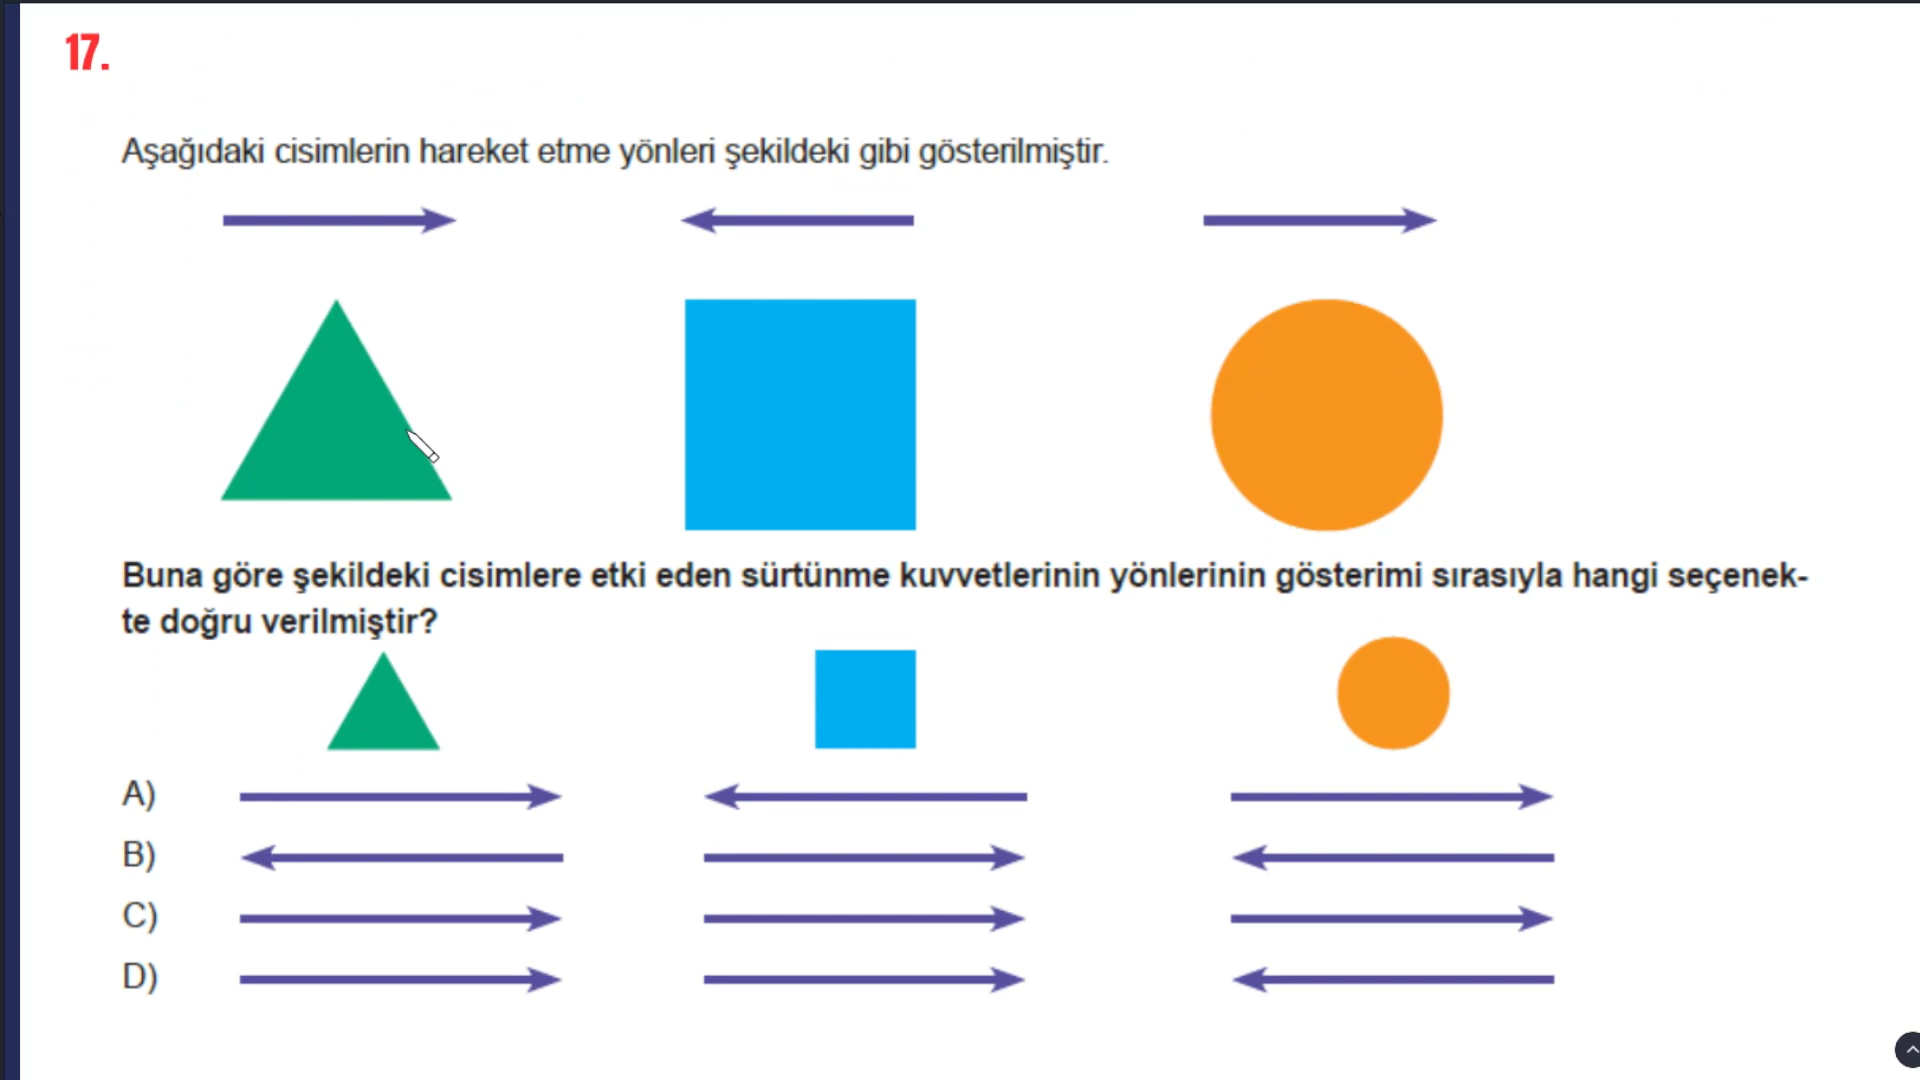 17.
Aşağıdaki cisimlerin hareket etme yönleri şekildeki gibi gösterilmiştir.
Buna göre şekildeki cisimlere etki eden sürtünme kuvvetlerinin yönlerinin gösterimi sırasıyla hangi seçenek-
te doğru verilmiştir?
A)
B)
C)
D)